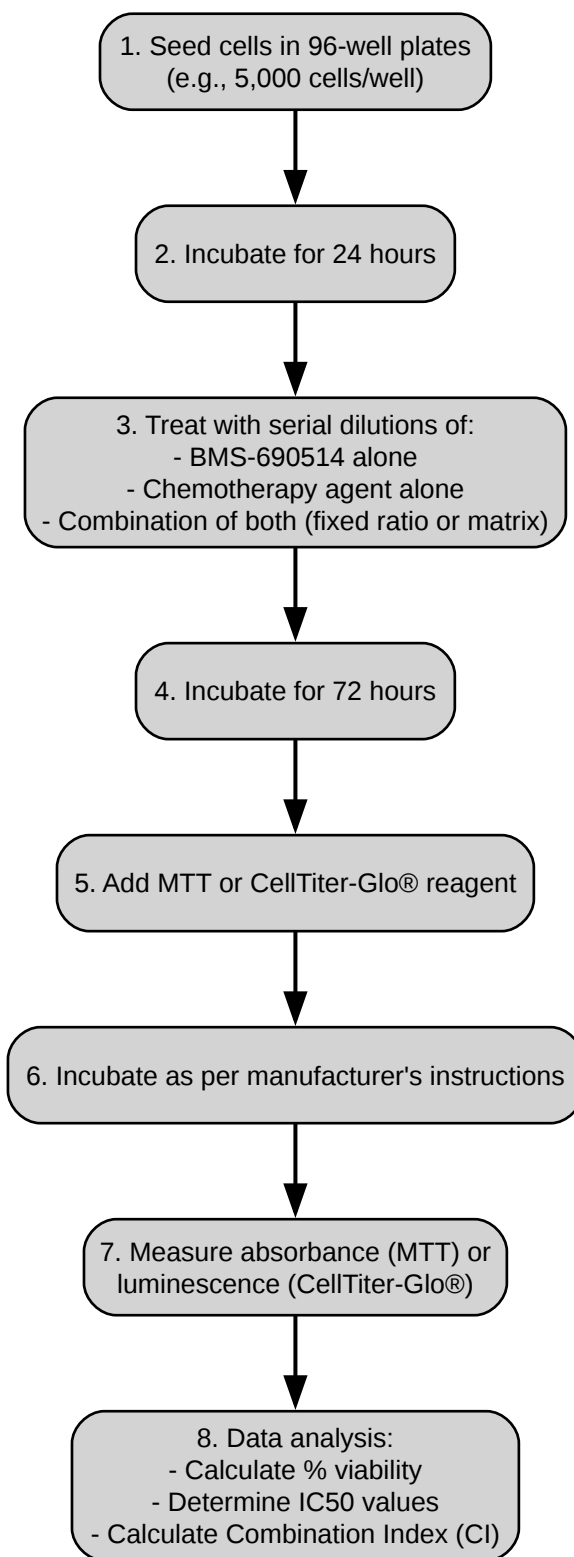 1. Seed cells in 96-well plates
(e.g., 5,000 cells/well)
2. Incubate for 24 hours
3. Treat with serial dilutions of:
- BMS-690514 alone
- Chemotherapy agent alone
- Combination of both (fixed ratio or matrix)
4. Incubate for 72 hours
5. Add MTT or CellTiter-Glo® reagent
6. Incubate as per manufacturer's instructions
7. Measure absorbance (MTT) or
luminescence (CellTiter-Glo®)
8. Data analysis:
- Calculate % viability
- Determine IC50 values
- Calculate Combination Index (CI)